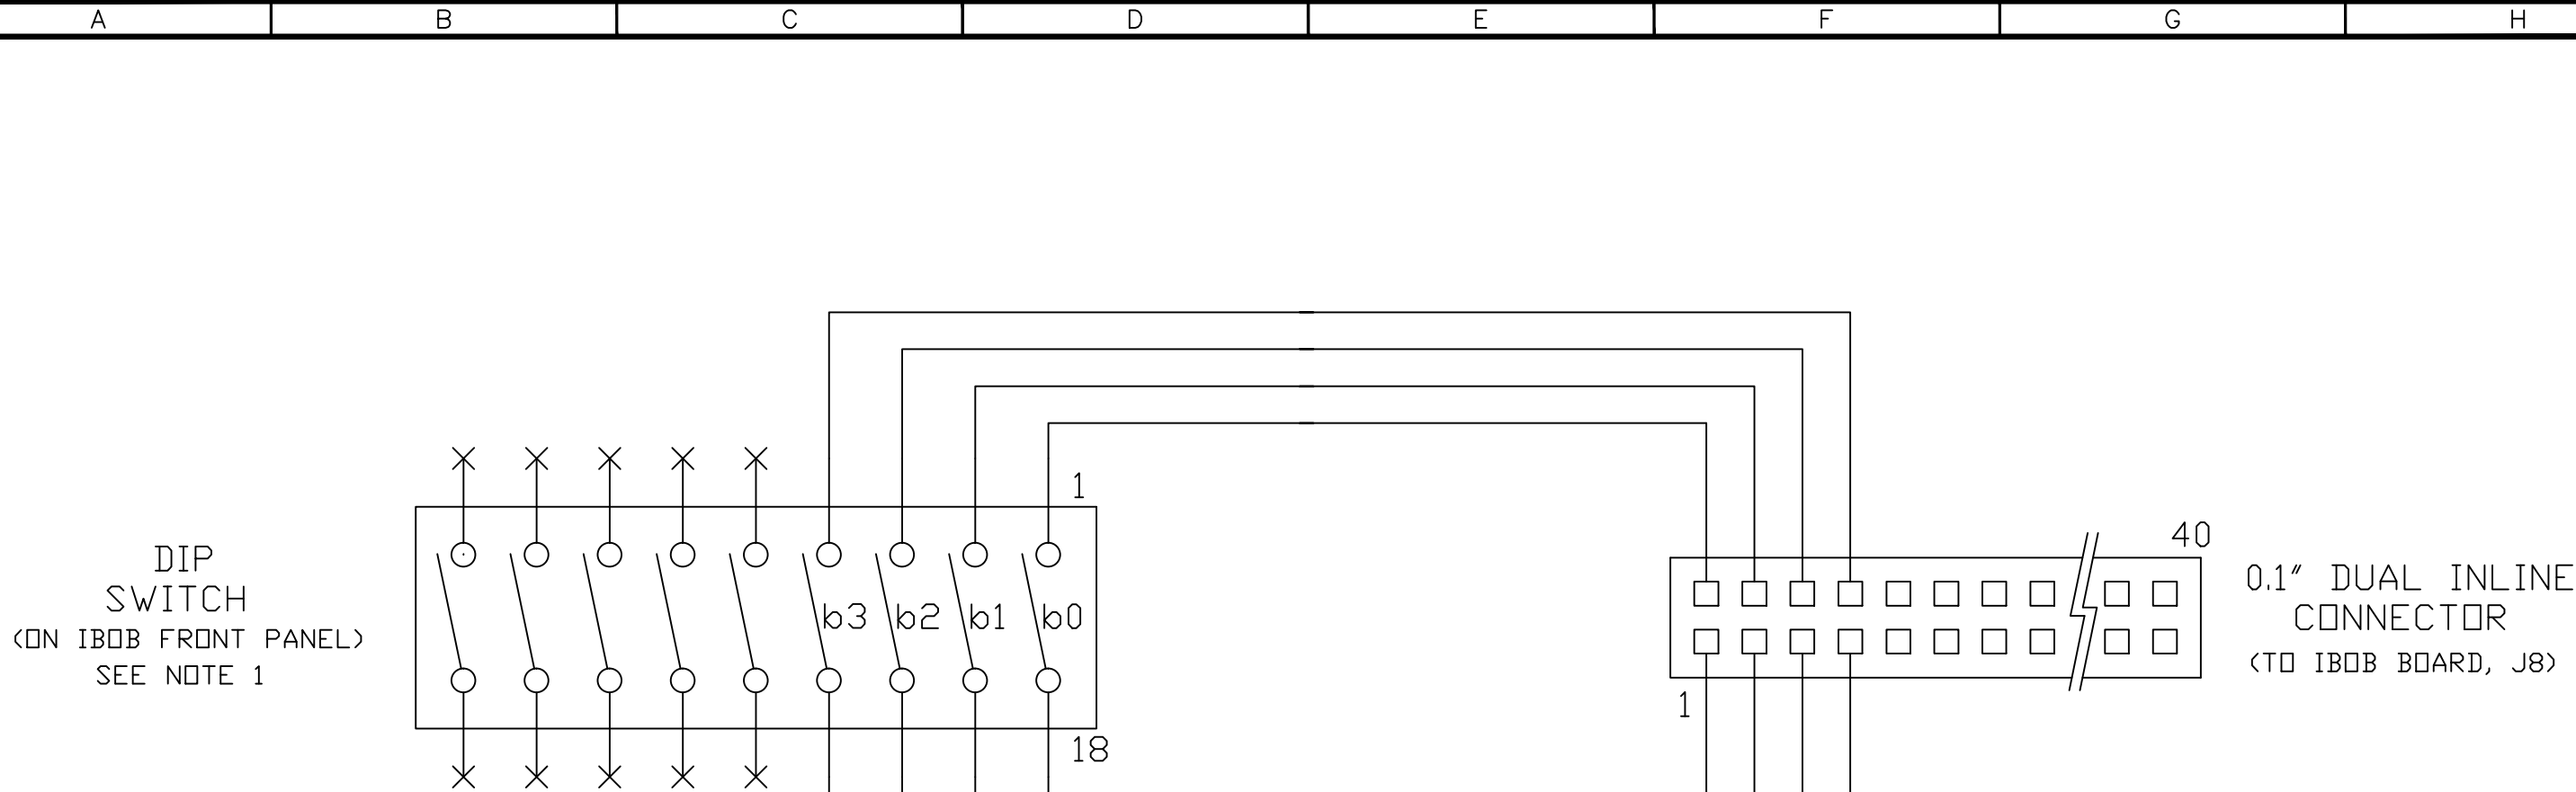 A B C D E F G H
1
DIP
SWITCH
(ON IBOB FRONT PANEL)
SEE NOTE 1
b3 b2 b1 b0
18
40
0.1" DUAL INLINE
CONNECTOR
(TO IBOB BOARD, J8)
1